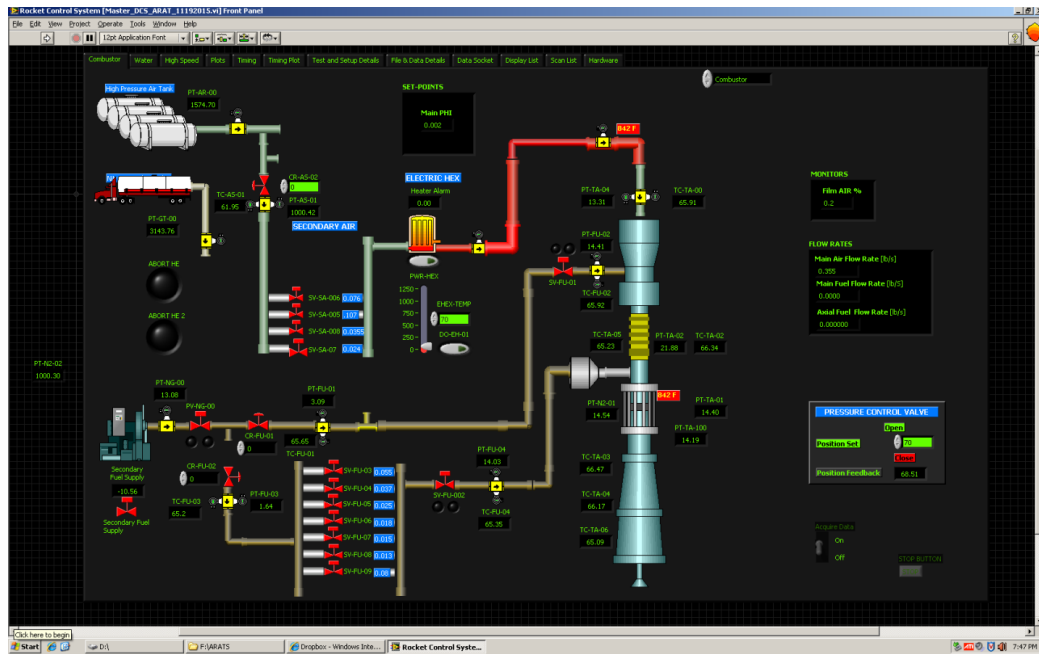 Rocket Control System [Master_DCS_ARAT_11192015.vi] Front Panel
File Edit View Project Operate Tools Window Help
12pt Application Font
Combustor Water High Speed Plots Timing Timing Plot Test and Setup Details File & Data Details Data Socket Display List Scan List Hardware
Combustor
High Pressure Air Tank
PT-AR-00
1574.70
SET-POINTS
Main PHI
0.002
842 F
CR-AS-02
0
TC-AS-01
61.95
PT-AS-01
1000.42
SECONDARY AIR
ELECTRIC HEX
Heater Alarm
0.00
PT-TA-04
13.31
TC-TA-00
65.91
MONITORS
Film AIR %
0.2
PT-GT-00
3143.76
ABORT HE
ABORT HE 2
PT-FU-02
14.41
SV-FU-01
TC-FU-02
65.92
FLOW RATES
Main Air Flow Rate [lb/s]
0.355
Main Fuel Flow Rate [lb/S]
0.0000
Axial Fuel Flow Rate [lb/s]
0.000000
PWR-HEX
1250
1000
750
500
250
0
EHEX-TEMP
70
DO-EH-01
SV-SA-006 0.076
SV-SA-005 .107
SV-SA-008 0.0355
SV-SA-07 0.024
TC-TA-05
65.23
PT-TA-02
21.88
TC-TA-02
66.34
PT-N2-02
1000.30
PT-NG-00
13.08
PV-NG-00
CR-FU-01
0
PT-FU-01
3.09
65.65
TC-FU-01
842 F
PT-N2-01
14.54
PT-TA-01
14.40
PT-TA-100
14.19
PRESSURE CONTROL VALVE
Open
Position Set
70
Close
Position Feedback
68.51
Secondary
Fuel Supply
-10.56
Secondary Fuel
Supply
CR-FU-02
0
TC-FU-03
65.2
PT-FU-03
1.64
SV-FU-03 0.055
SV-FU-04 0.037
SV-FU-05 0.025
SV-FU-06 0.018
SV-FU-07 0.015
SV-FU-08 0.013
SV-FU-09 0.08
PT-FU-04
14.03
SV-FU-002
TC-FU-04
65.35
TC-TA-03
66.47
TC-TA-04
66.17
TC-TA-06
65.09
Acquire Data
On
Off
STOP BUTTON
Click here to begin
Start
D:\
F:\ARATS
Dropbox - Windows Inte...
Rocket Control Syste...
7:47 PM